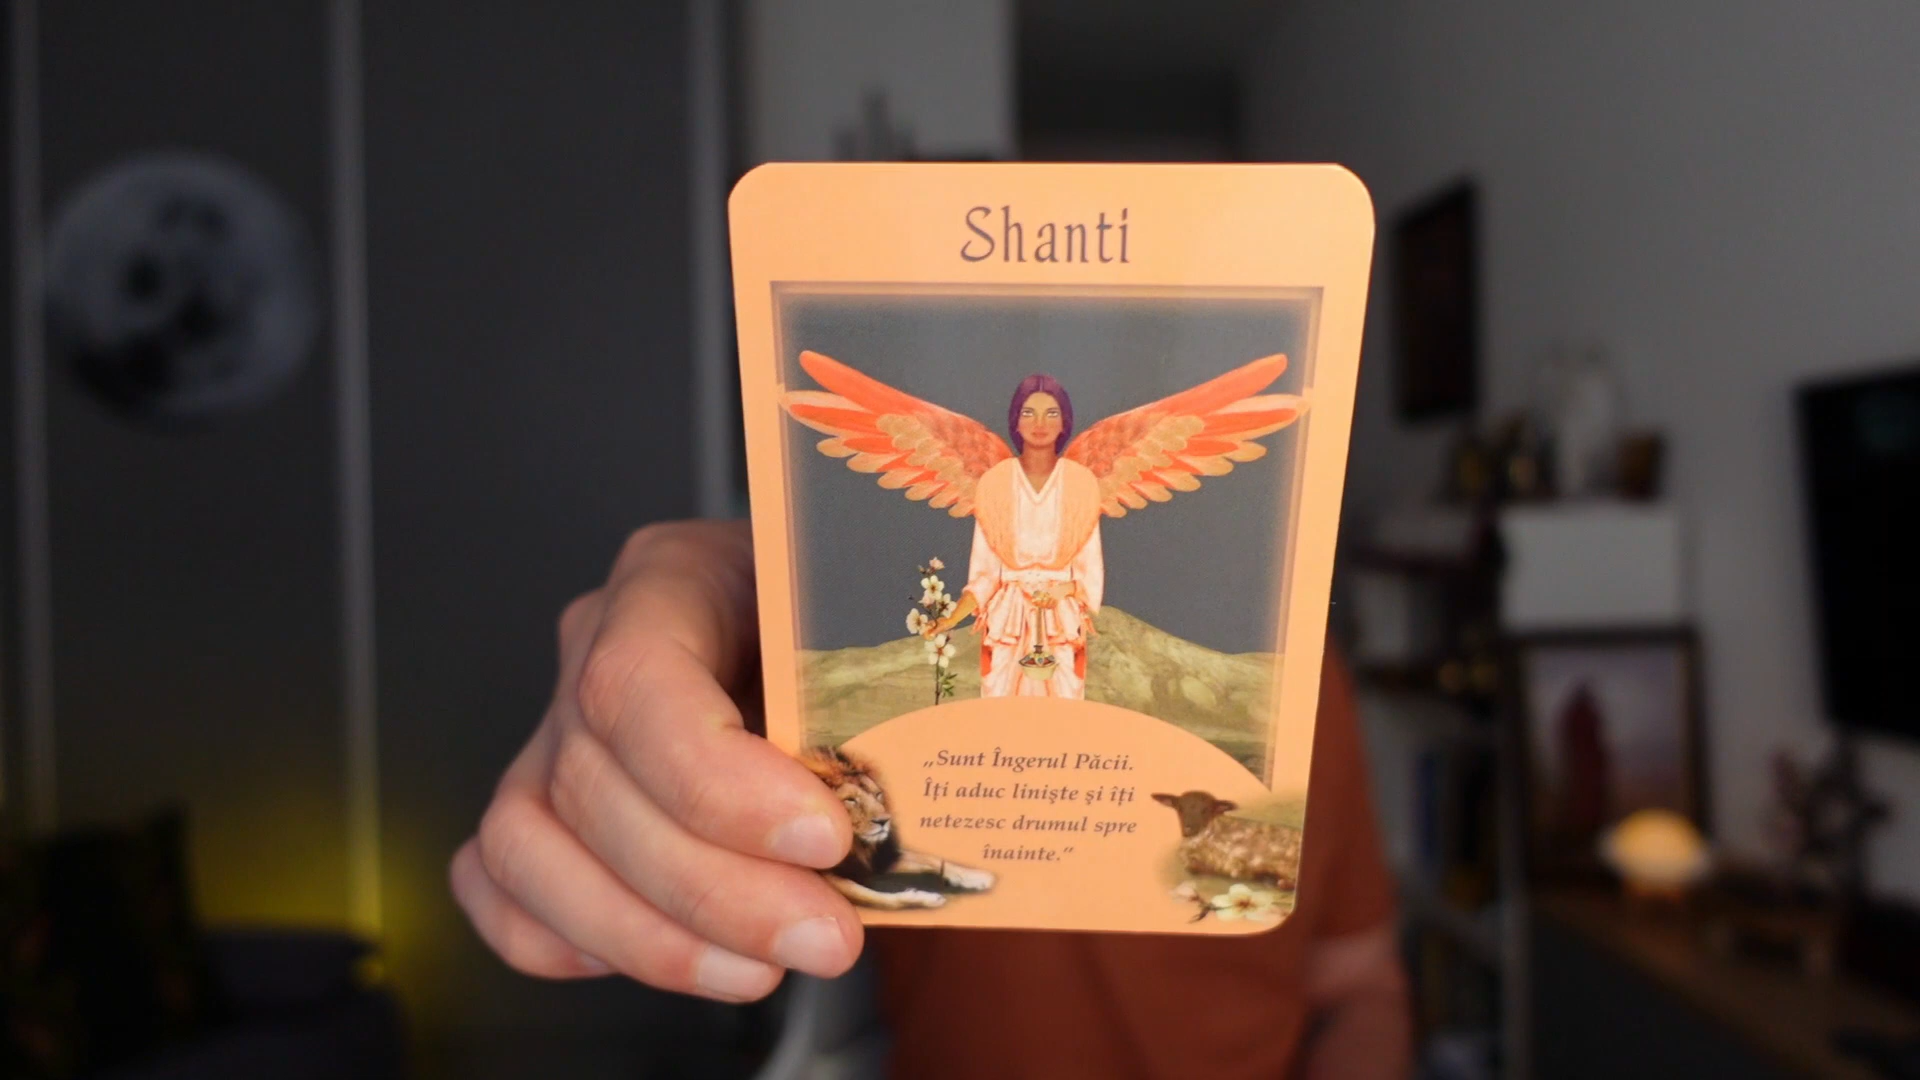 Shanti
„Sunt Îngerul Păcii.
Îți aduc liniște și îți
netezesc drumul spre
înainte.“